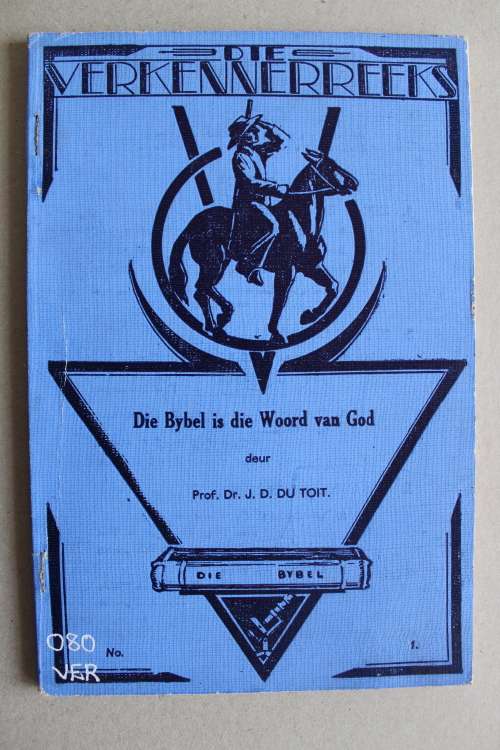 DIE
VERKENNERREEKS
Die Bybel is die Woord van God
deur
Prof. Dr. J. D. DU TOIT.
DIE BYBEL
080
VER
No. 1.